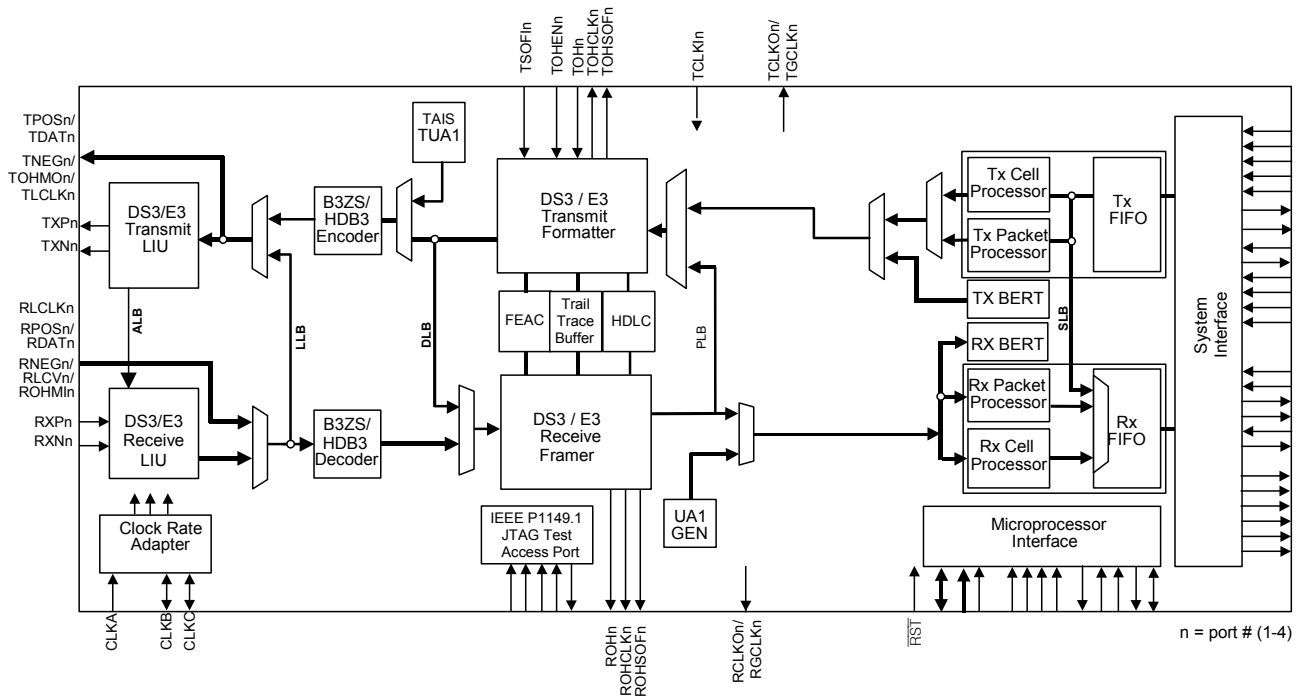 TSOFIn
TOHENn
TOHn
TOHCLKn
TOHSOFn
TCLKIn
TCLKOn/
TGCLKn
TPOSn/
TDATn
TNEGn/
TOHMOn/
TLCLKn
TXPn
TXNn
RLCLKn
RPOSn/
RDATn
RNEGn/
RLCVn/
ROHMIn
RXPn
RXNn
TAIS
TUA1
DS3/E3
Transmit
LIU
B3ZS/
HDB3
Encoder
DS3 / E3
Transmit
Formatter
Tx Cell
Processor
Tx Packet
Processor
Tx
FIFO
TX BERT
RX BERT
System
Interface
ALB
LLB
DLB
FEAC
Trail
Trace
Buffer
HDLC
PLB
SLB
DS3/E3
Receive
LIU
B3ZS/
HDB3
Decoder
DS3 / E3
Receive
Framer
Rx Packet
Processor
Rx Cell
Processor
Rx
FIFO
Clock Rate
Adapter
IEEE P1149.1
JTAG Test
Access Port
UA1
GEN
Microprocessor
Interface
CLKA
CLKB
CLKC
ROHn
ROHCLKn
ROHSOFn
RCLKOn/
RGCLKn
RST
n = port # (1-4)